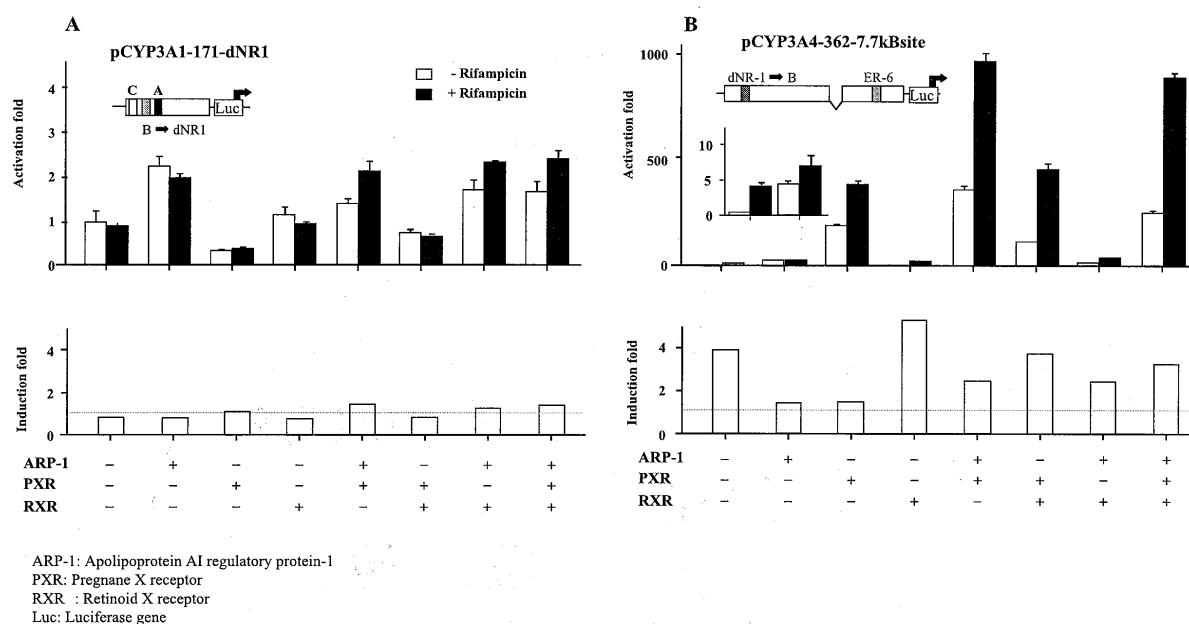 A
pCYP3A1-171-dNR1
- Rifampicin
+ Rifampicin
C A
Luc
B ➡ dNR1
Activation fold
4
3
2
1
0
Induction fold
4
2
0
B
pCYP3A4-362-7.7kBsite
dNR-1 ➡ B ER-6
Luc
Activation fold
1000
500
0
10
5
0
Induction fold
4
2
0
ARP-1 – + – – + – + +
PXR – – + – + + – +
RXR – – – + – + + +
ARP-1 – + – – + – + +
PXR – – + – + + – +
RXR – – – + – + + +
ARP-1: Apolipoprotein AI regulatory protein-1
PXR: Pregnane X receptor
RXR : Retinoid X receptor
Luc: Luciferase gene